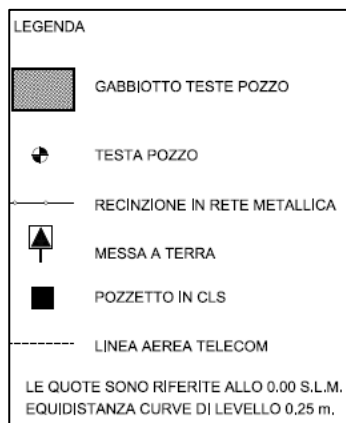 LEGENDA
GABBIOTTO TESTE POZZO
TESTA POZZO
RECINZIONE IN RETE METALLICA
MESSA A TERRA
POZZETTO IN CLS
LINEA AEREA TELECOM
LE QUOTE SONO RIFERITE ALLO 0.00 S.L.M.
EQUIDISTANZA CURVE DI LEVELLO 0,25 m.